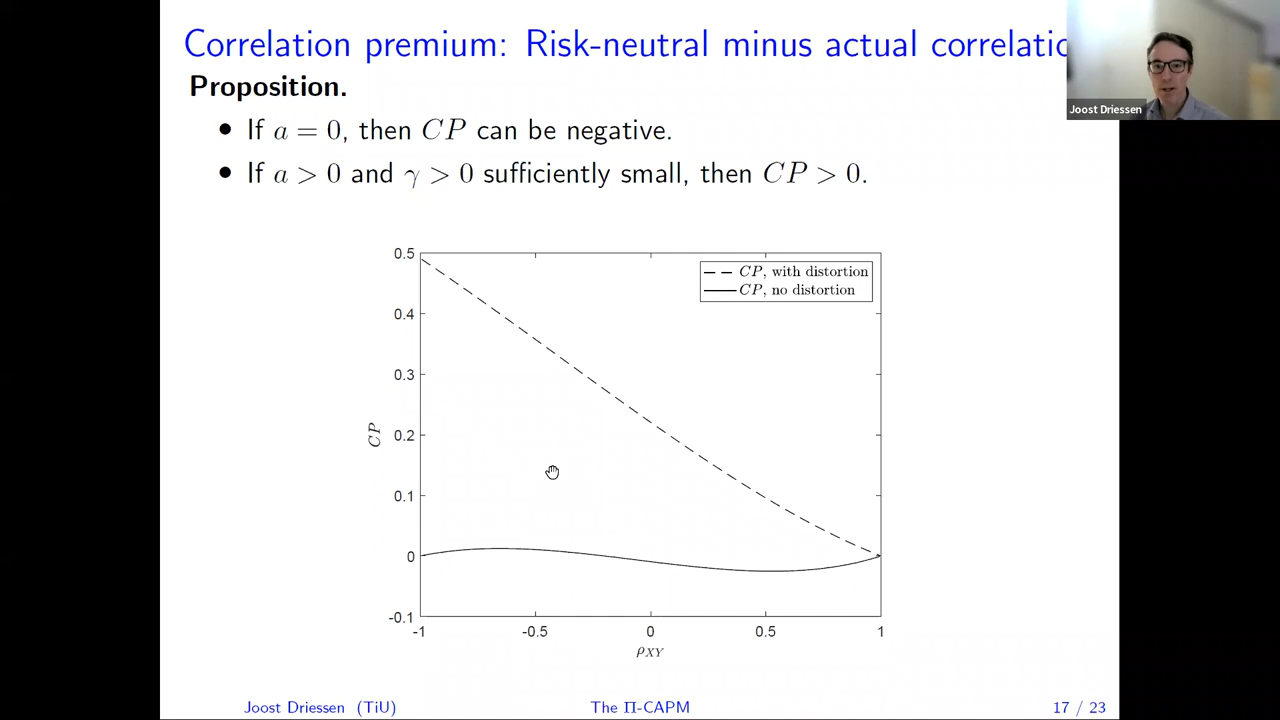 Correlation premium: Risk-neutral minus actual
Joost Driessen
Proposition.
• If a = 0, then CP can be negative.
• If a > 0 and γ > 0 sufficiently small, then CP > 0.
0.5
0.4
0.3
0.2
0.1
0
-0.1
CP
CP, with distortion
CP, no distortion
-1 -0.5 0 0.5 1
ρXY
Joost Driessen (TiU) The Π-CAPM 17 / 23